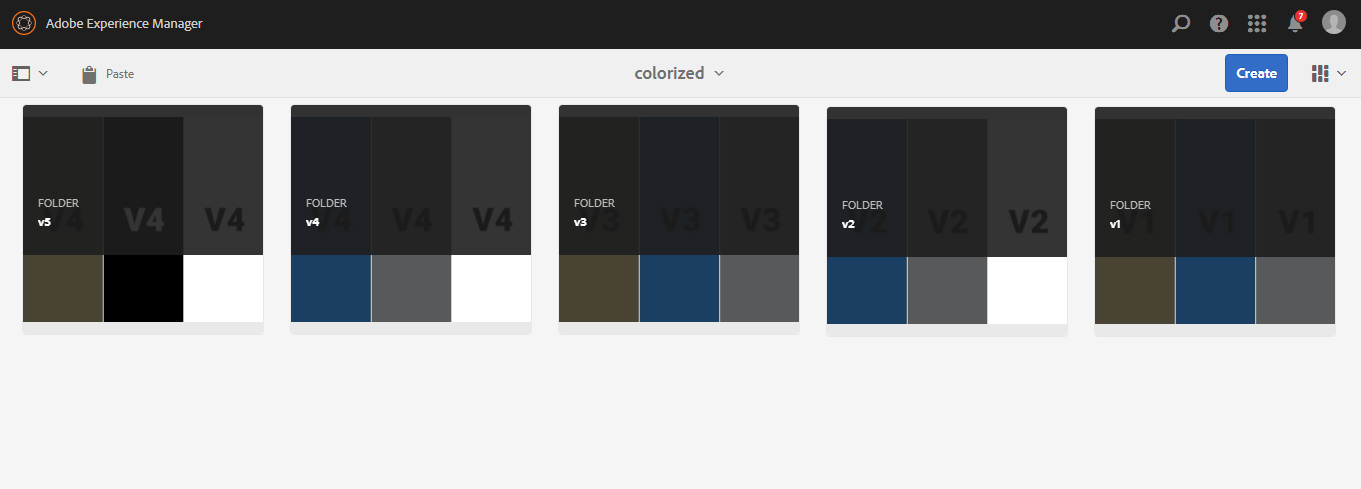 Adobe Experience Manager
7
Paste
colorized
Create
FOLDER
v5
V4 V4 V4
FOLDER
v4
V4 V4 V4
FOLDER
v3
V3 V3 V3
FOLDER
v2
V2 V2 V2
FOLDER
v1
V1 V1 V1